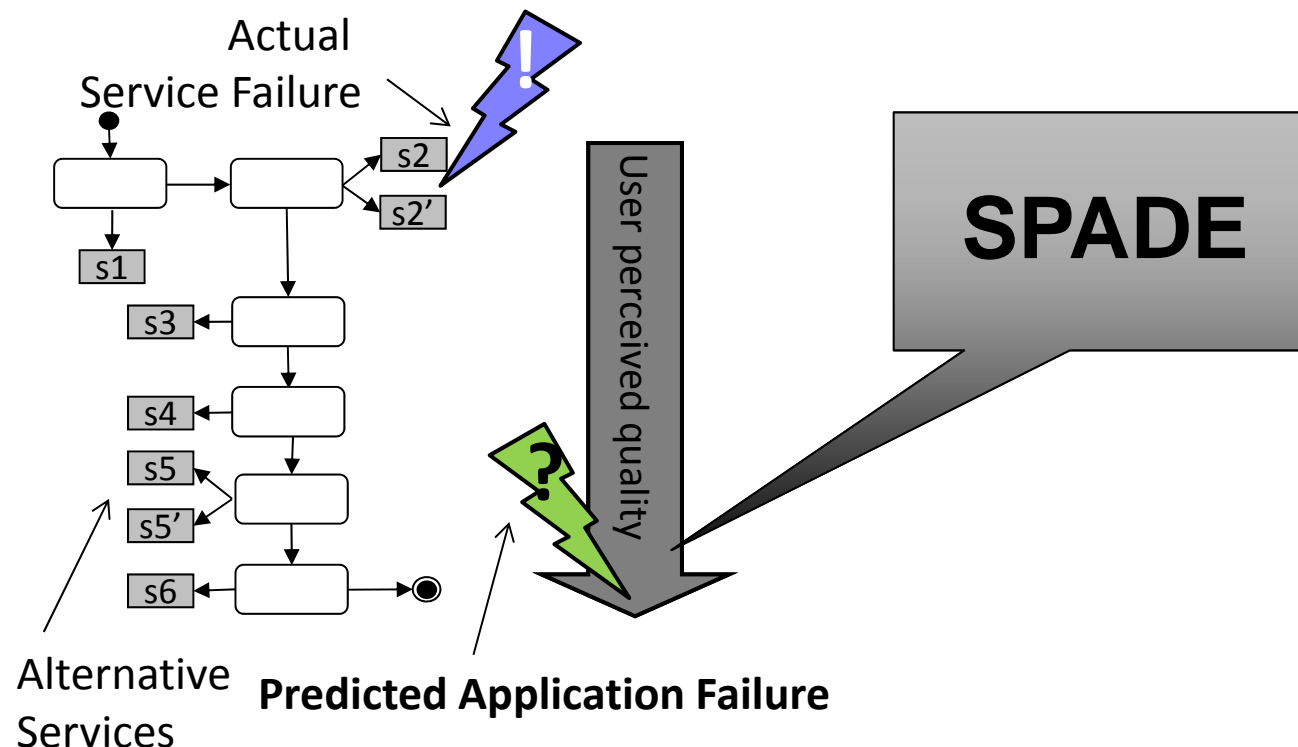 Actual
Service Failure
!
s2
s2’
s1
s3
s4
s5
s5’
s6
User perceived quality
?
SPADE
Alternative
Services
Predicted Application Failure